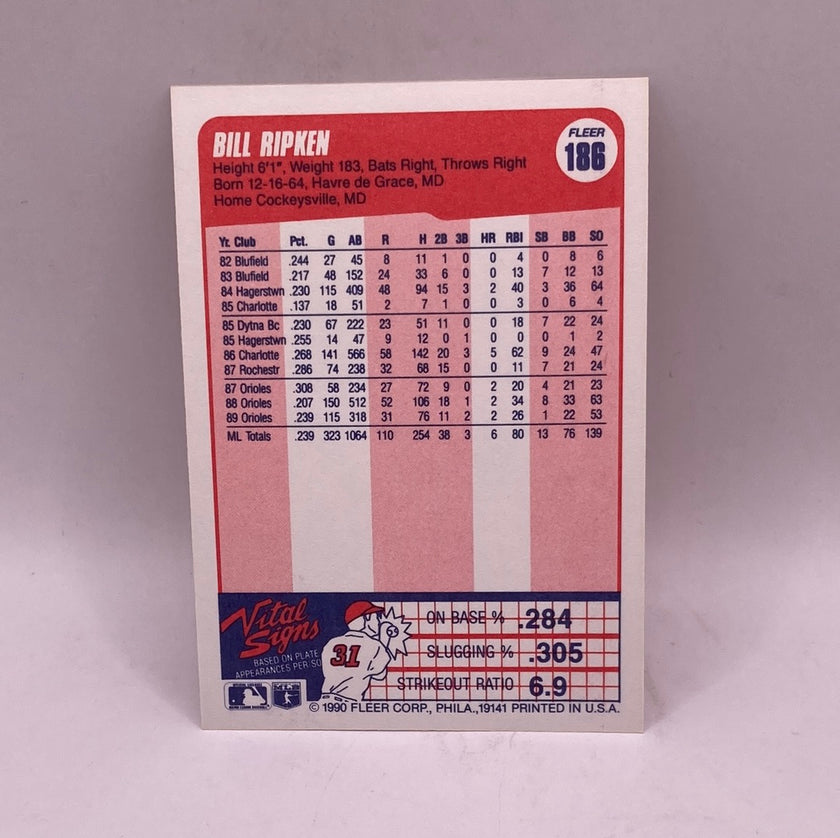 BILL RIPKEN
FLEER
186
Height 6'1", Weight 183, Bats Right, Throws Right
Born 12-16-64, Havre de Grace, MD
Home Cockeysville, MD
Yr. Club Pct. G AB R H 2B 3B HR RBI SB BB SO
82 Blufield .244 27 45 8 11 1 0 0 4 0 8 6
83 Blufield .217 48 152 24 33 6 0 0 13 7 12 13
84 Hagerstwn .230 115 409 48 94 15 3 2 40 3 36 64
85 Charlotte .137 18 51 2 7 1 0 0 3 0 6 4
85 Dytna Bc .230 67 222 23 51 11 0 0 18 7 22 24
85 Hagerstwn .255 14 47 9 12 0 1 0 0 0 1 2
86 Charlotte .268 141 566 58 142 20 3 5 62 9 24 47
87 Rochestr .286 74 238 32 68 15 0 0 11 7 21 24
87 Orioles .308 58 234 27 72 9 0 2 20 4 21 23
88 Orioles .207 150 512 52 106 18 1 2 34 8 33 63
89 Orioles .239 115 318 31 76 11 2 2 26 1 22 53
ML Totals .239 323 1064 110 254 38 3 6 80 13 76 139
Vital
Signs
BASED ON PLATE
APPEARANCES PER SO
31
ON BASE % .284
SLUGGING % .305
STRIKEOUT RATIO 6.9
MLB
© 1990 FLEER CORP., PHILA., 19141 PRINTED IN U.S.A.